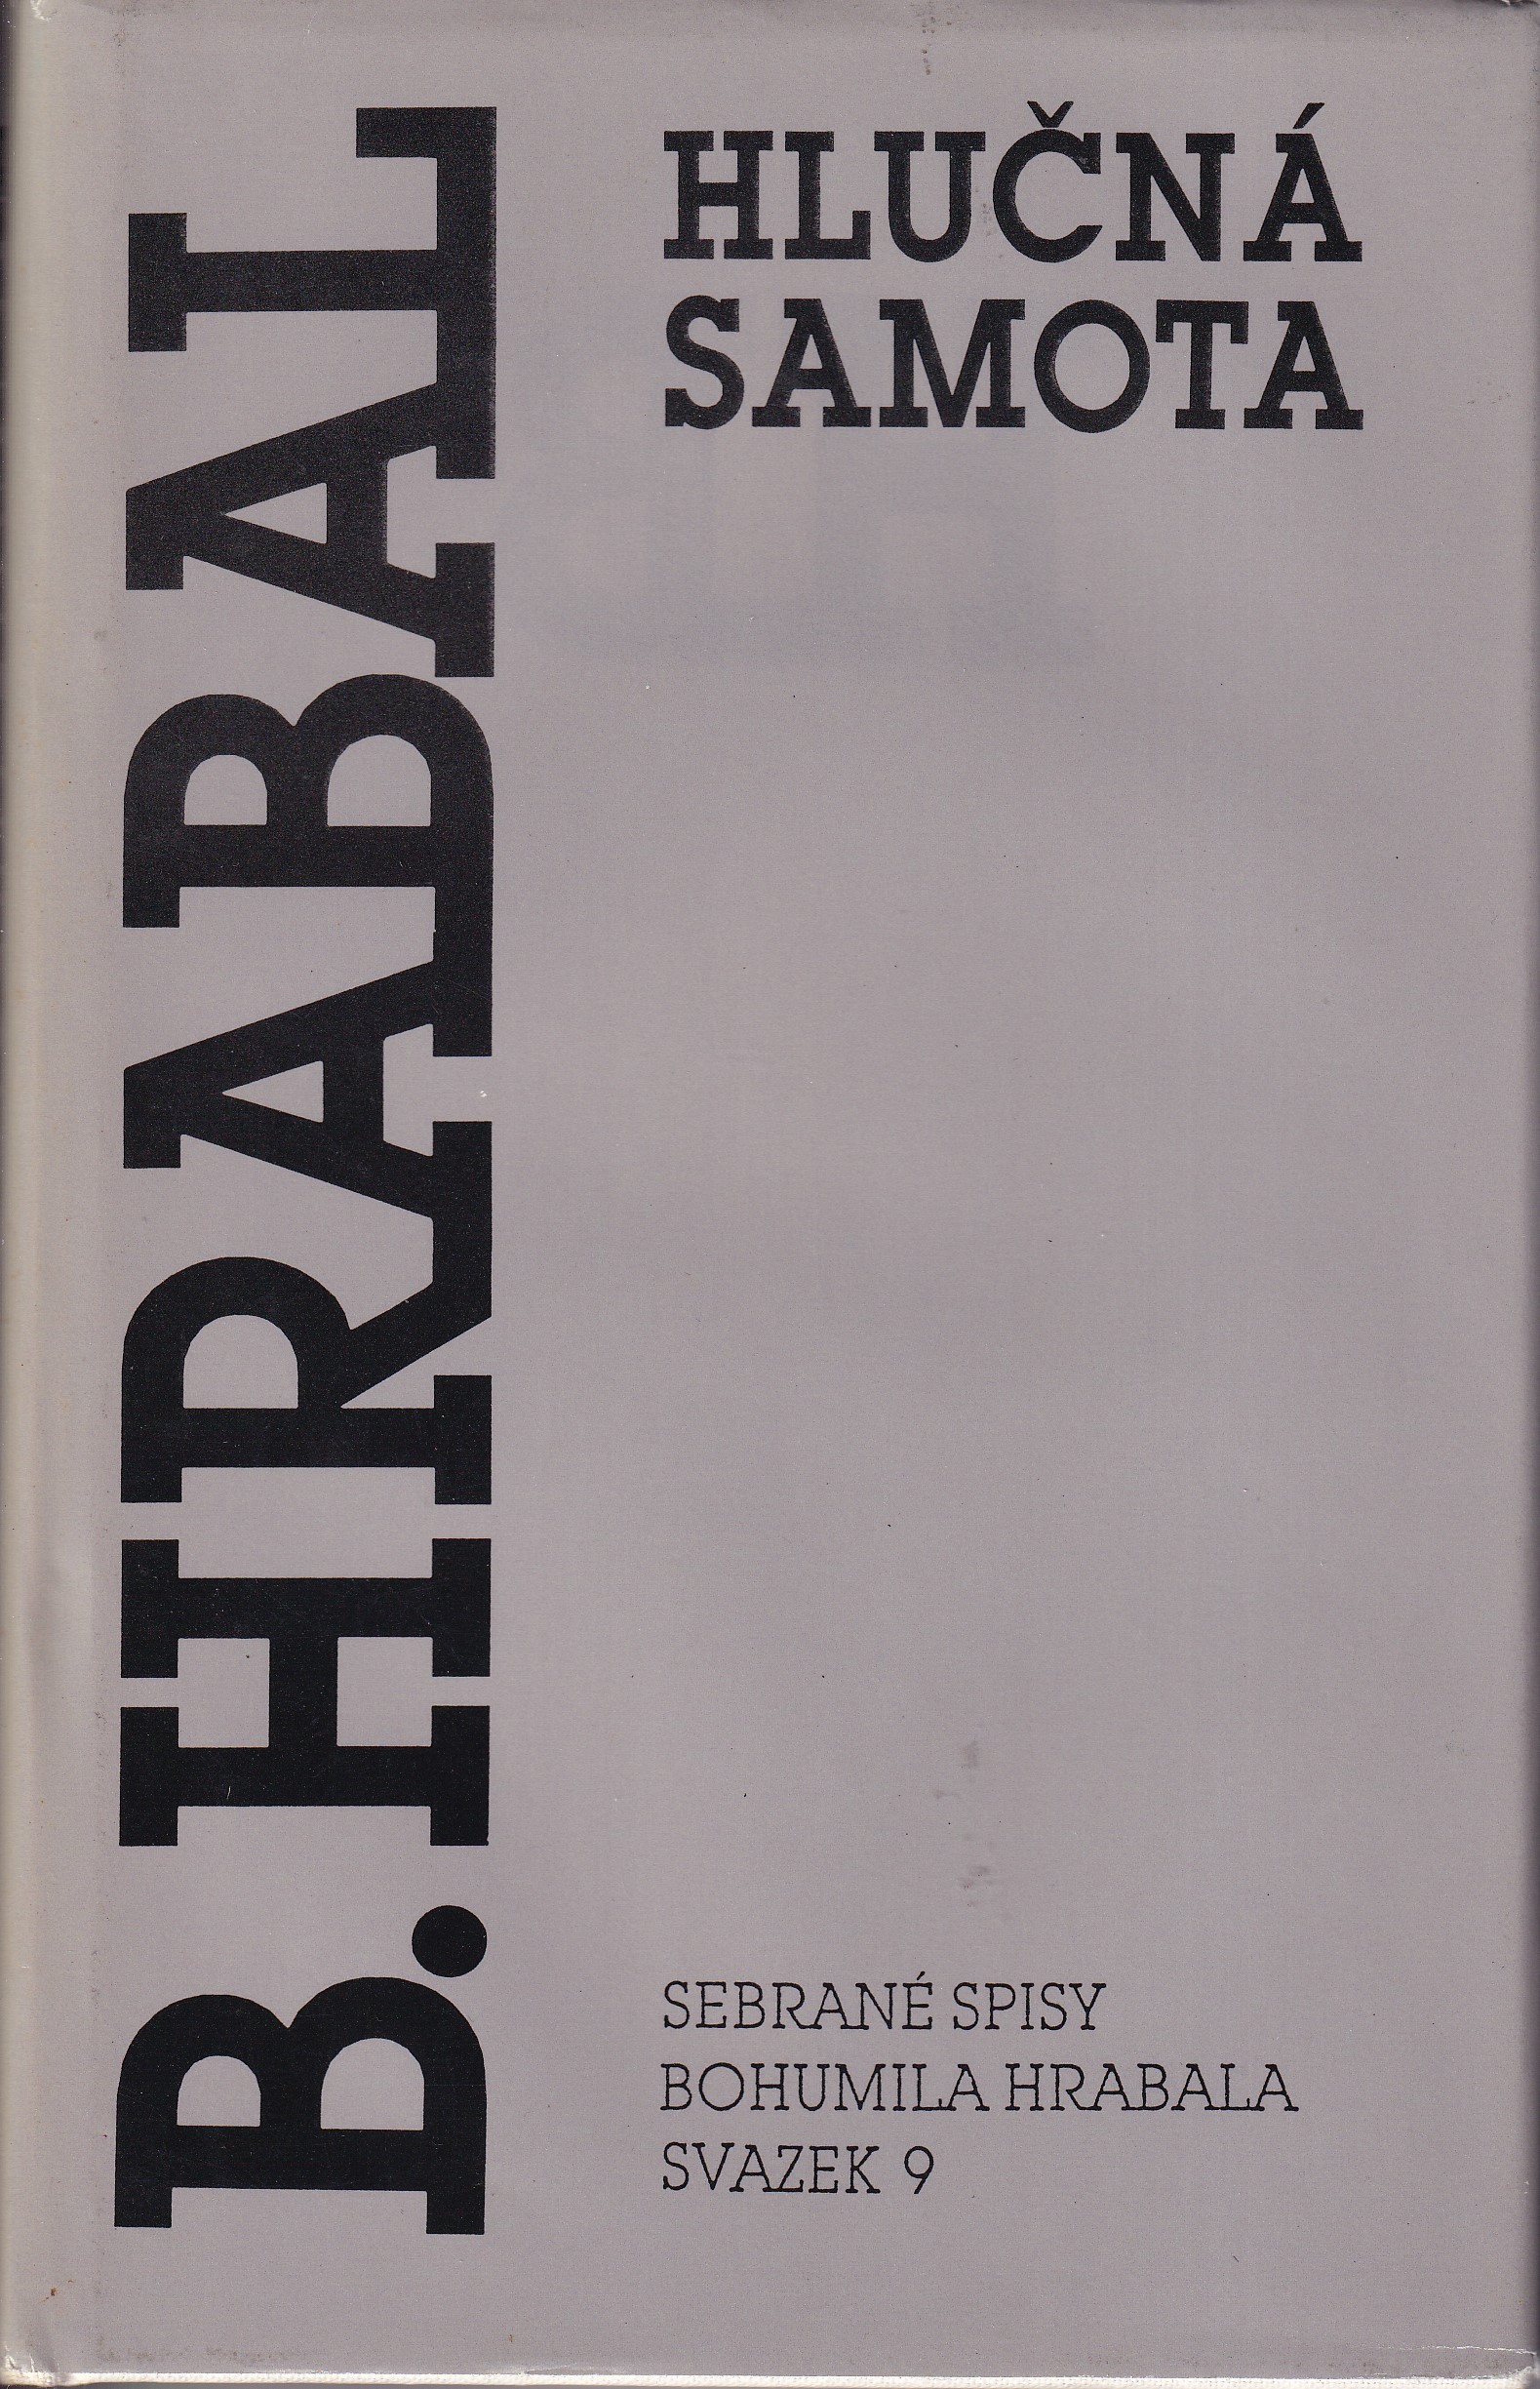 B. HRABAL
HLUČNÁ
SAMOTA
SEBRANÉ SPISY
BOHUMILA HRABALA
SVAZEK 9